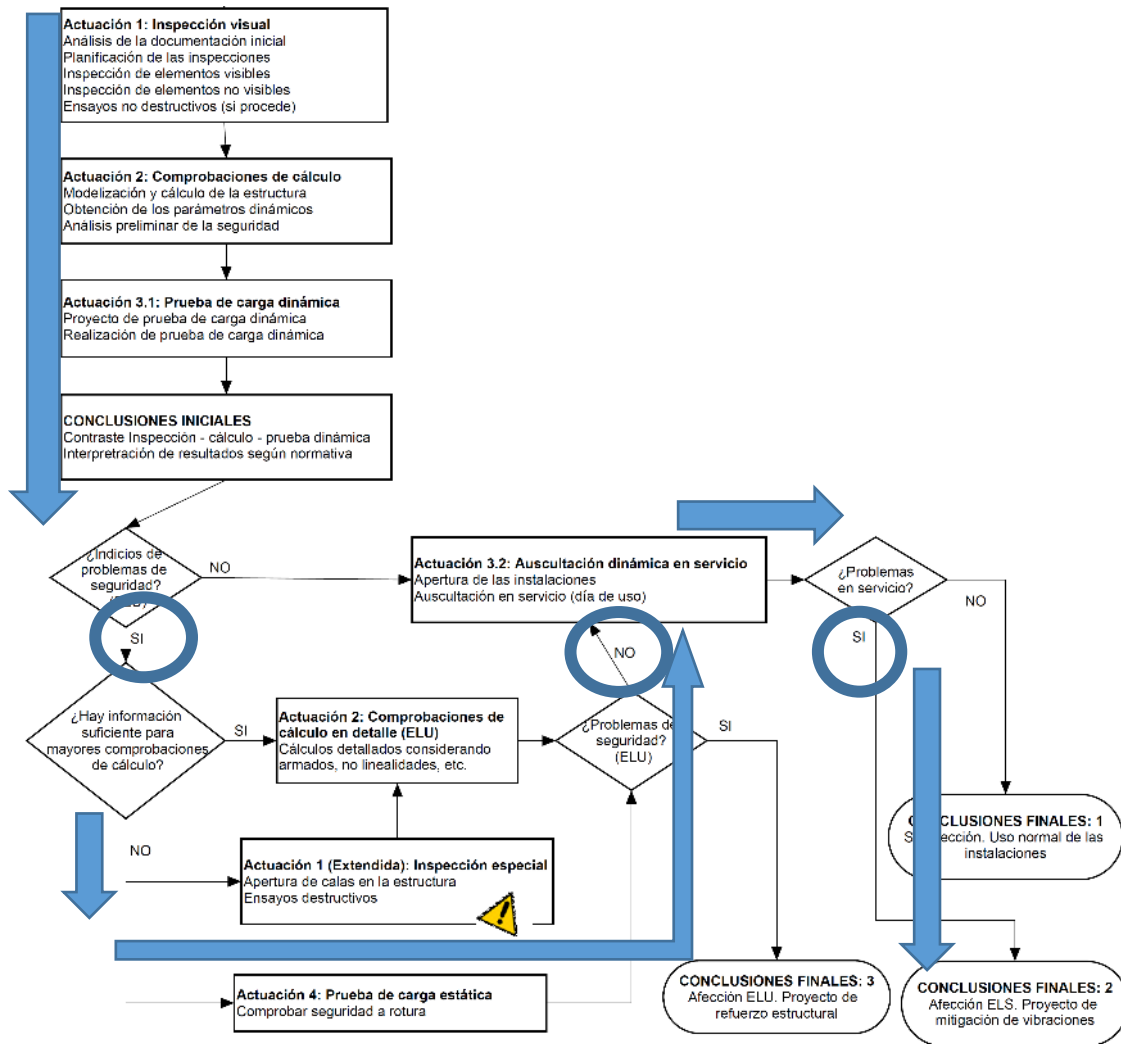 Actuación 1: Inspección visual
Análisis de la documentación inicial
Planificación de las inspecciones
Inspección de elementos visibles
Inspección de elementos no visibles
Ensayos no destructivos (si procede)
Actuación 2: Comprobaciones de cálculo
Modelización y cálculo de la estructura
Obtención de los parámetros dinámicos
Análisis preliminar de la seguridad
Actuación 3.1: Prueba de carga dinámica
Proyecto de prueba de carga dinámica
Realización de prueba de carga dinámica
CONCLUSIONES INICIALES
Contraste Inspección - cálculo - prueba dinámica
Interpretración de resultados según normativa
¿Indicios de
problemas de
seguridad?
NO
SI
Actuación 3.2: Auscultación dinámica en servicio
Apertura de las instalaciones
Auscultación en servicio (día de uso)
¿Problemas
en servicio?
NO
SI
¿Hay información
suficiente para
mayores comprobaciones
de cálculo?
SI
NO
Actuación 2: Comprobaciones de
cálculo en detalle (ELU)
Cálculos detallados considerando
armados, no linealidades, etc.
¿Problemas de
seguridad?
(ELU)
NO
SI
Actuación 1 (Extendida): Inspección especial
Apertura de calas en la estructura
Ensayos destructivos
Actuación 4: Prueba de carga estática
Comprobar seguridad a rotura
FINALES: 1
Uso normal de las
instalaciones
CONCLUSIONES FINALES: 3
Afección ELU. Proyecto de
refuerzo estructural
CONCLUSIONES FINALES: 2
Afección ELS. Proyecto de
mitigación de vibraciones